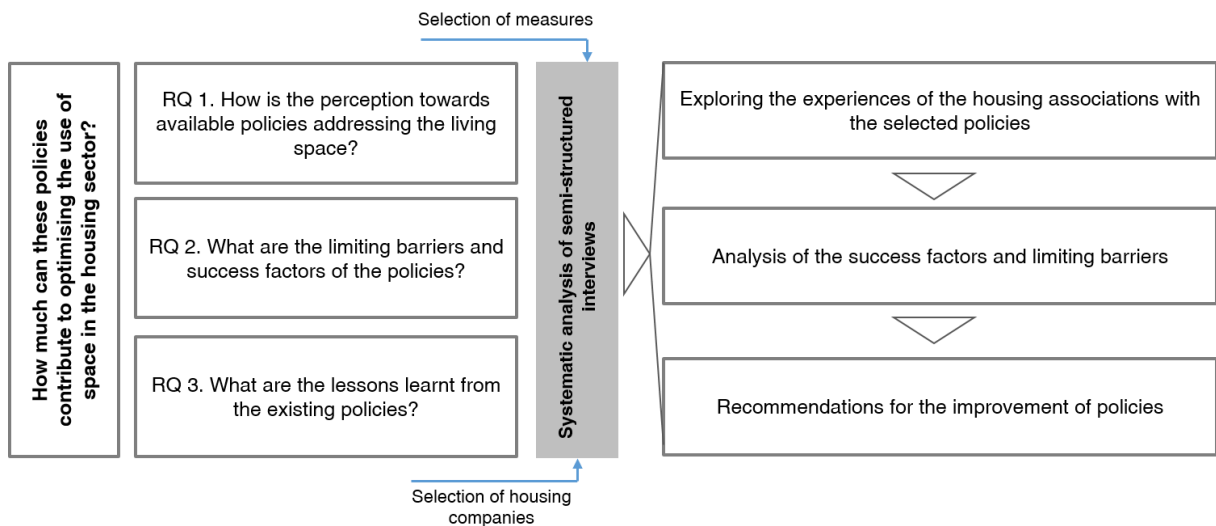 Selection of measures
How much can these policies
contribute to optimising the use of
space in the housing sector?
RQ 1. How is the perception towards
available policies addressing the living
space?
RQ 2. What are the limiting barriers and
success factors of the policies?
RQ 3. What are the lessons learnt from
the existing policies?
Systematic analysis of semi-structured
interviews
Exploring the experiences of the housing associations with
the selected policies
Analysis of the success factors and limiting barriers
Recommendations for the improvement of policies
Selection of housing
companies